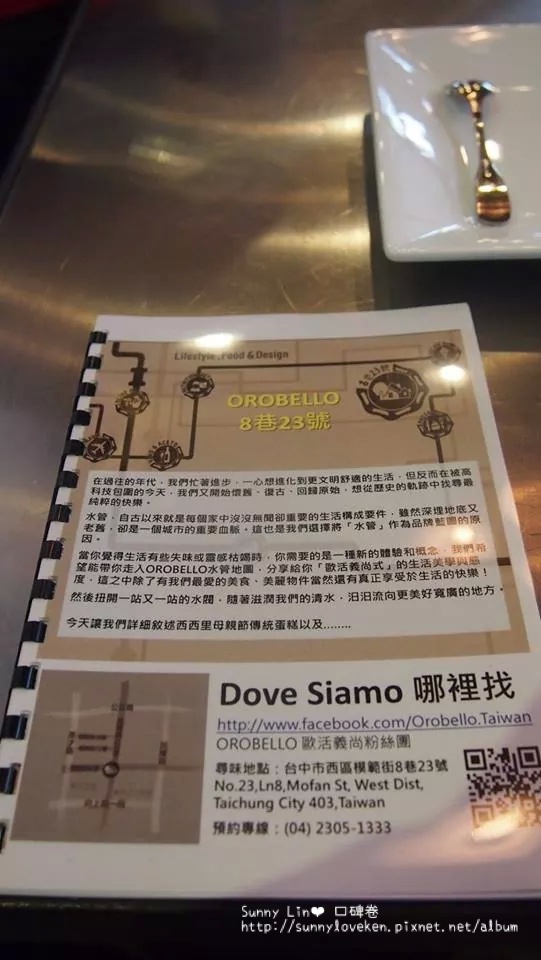 Lifestyle, Food & Design
8巷23號
OROBELLO
8巷23號
在過往的年代，我們忙著進步，一心想進化到更文明舒適的生活，但反而在被高
科技包圍的今天，我們又開始懷舊、復古、回歸原始，想從歷史的軌跡中找尋最
純粹的快樂。
水管，自古以來就是每個家中沒沒無聞卻重要的生活構成要件，雖然深埋地底又
老舊，卻是一個城市的重要血脈。這也是我們選擇將「水管」作為品牌藍圖的原
因。
當你覺得生活有些失味或靈感枯竭時，你需要的是一種新的體驗和概念，我們希
望能帶你走入OROBELLO水管地圖，分享給你「歐活義尚式」的生活美學與態
度，這之中除了有我們最愛的美食、美麗物件當然還有真正享受於生活的快樂！
然後扭開一站又一站的水閥，隨著滋潤我們的清水，汩汩流向更美好寬廣的地方。
今天讓我們詳細敘述西西里母親節傳統蛋糕以及........
Dove Siamo 哪裡找
http://www.facebook.com/Orobello.Taiwan
OROBELLO 歐活義尚粉絲團
尋味地點：台中市西區模範街8巷23號
No.23,Ln8,Mofan St, West Dist,
Taichung City 403,Taiwan
預約專線：(04) 2305-1333
Sunny Lin❤ 口碑卷
http://sunnyloveken.pixnet.net/album